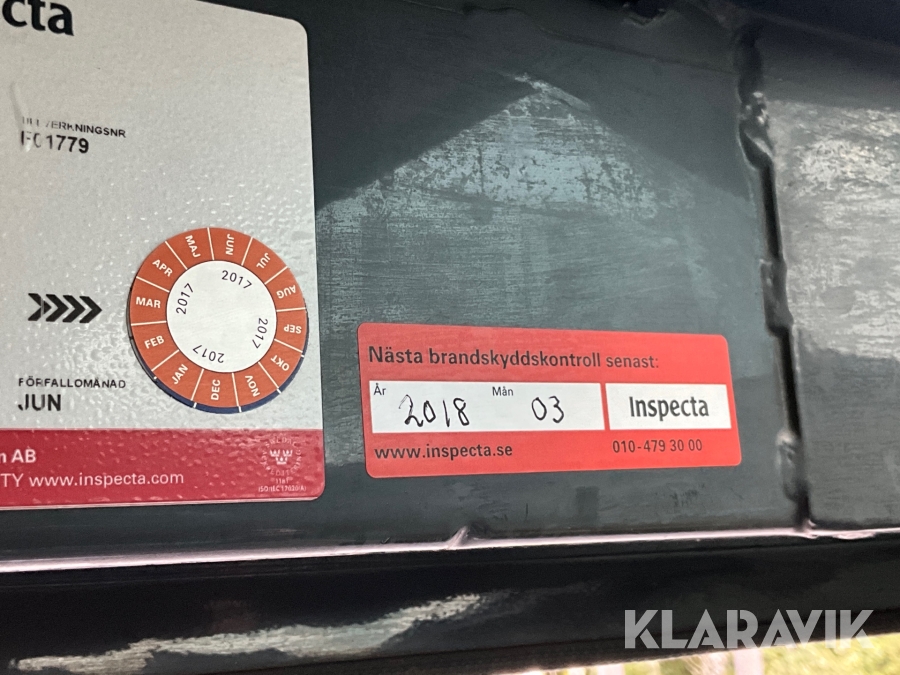 cta
TILLVERKNINGSNR
F01779
JAN FEB MAR APR MAJ JUN JUL AUG SEP OKT NOV DEC
2017 2017 2017 2017
FÖRFALLOMÅNAD
JUN
AB
TY www.inspecta.com
Nästa brandskyddskontroll senast:
År 2018 Mån 03 Inspecta
www.inspecta.se 010-479 30 00
KLARAVIK